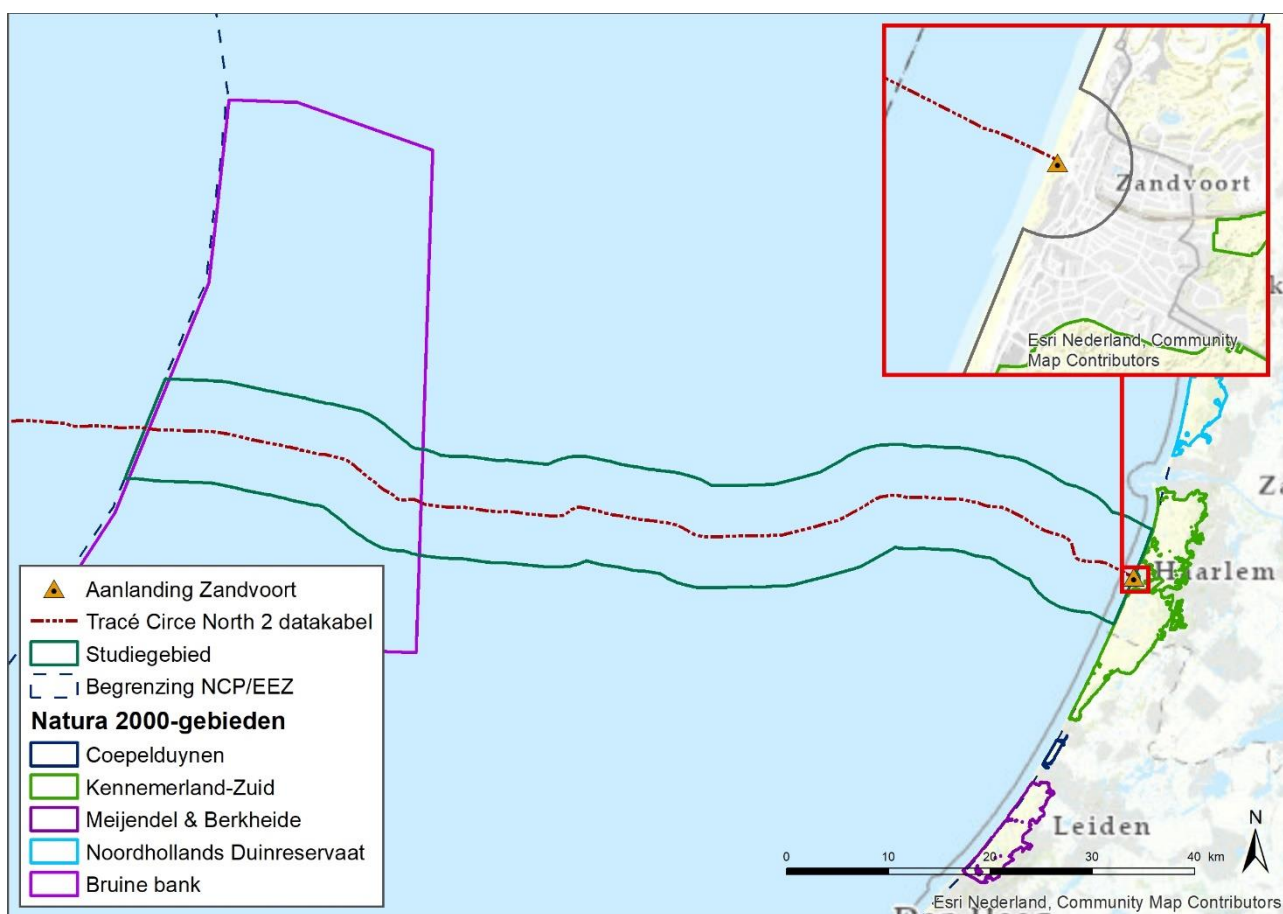 Zandvoort
Esri Nederland, Community
Map Contributors
Haarlem
Leiden
N
0 10 20 30 40 km
Esri Nederland, Community Map Contributors
Aanlanding Zandvoort
Tracé Circe North 2 datakabel
Studiegebied
Begrenzing NCP/EEZ
Natura 2000-gebieden
Coepelduynen
Kennemerland-Zuid
Meijendel & Berkheide
Noordhollands Duinreservaat
Bruine bank